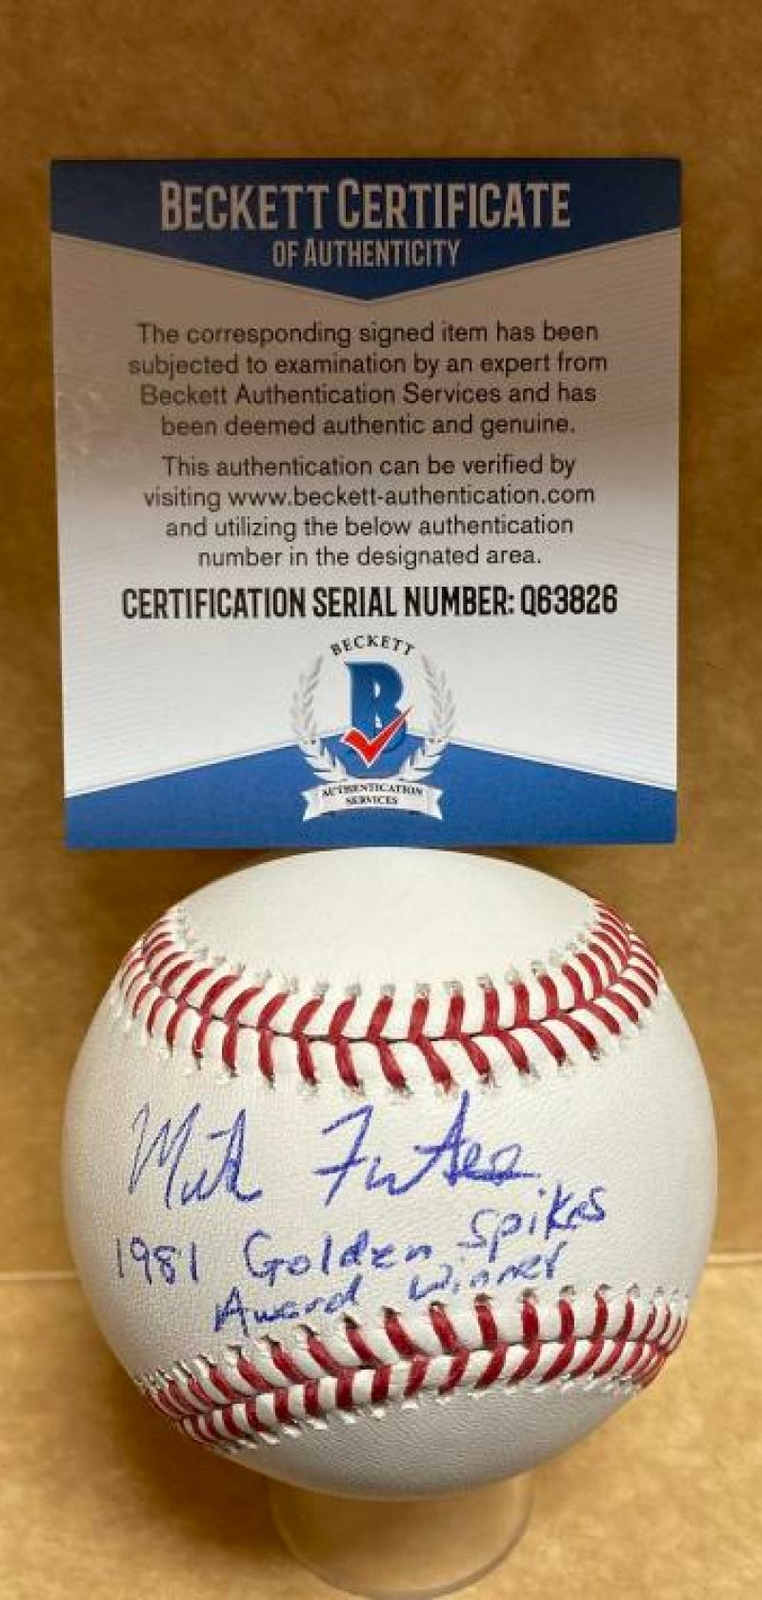 BECKETT CERTIFICATE
OF AUTHENTICITY
The corresponding signed item has been
subjected to examination by an expert from
Beckett Authentication Services and has
been deemed authentic and genuine.
This authentication can be verified by
visiting www.beckett-authentication.com
and utilizing the below authentication
number in the designated area.
CERTIFICATION SERIAL NUMBER: Q63826
BECKETT
B
AUTHENTICATION
SERVICES
1981 Golden Spikes
Award Winner